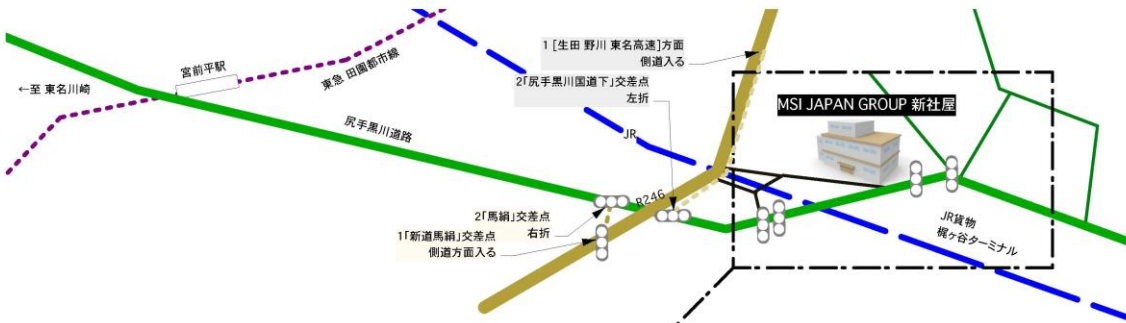 1 [生田 野川 東名高速]方面
側道入る
宮前平駅
東急 田園都市線
2「尻手黒川国道下」交差点
左折
←至 東名川崎
MSI JAPAN GROUP 新社屋
尻手黒川道路
JR
R246
2「馬絹」交差点
右折
1「新道馬絹」交差点
側道方面入る
JR貨物
梶ヶ谷ターミナル